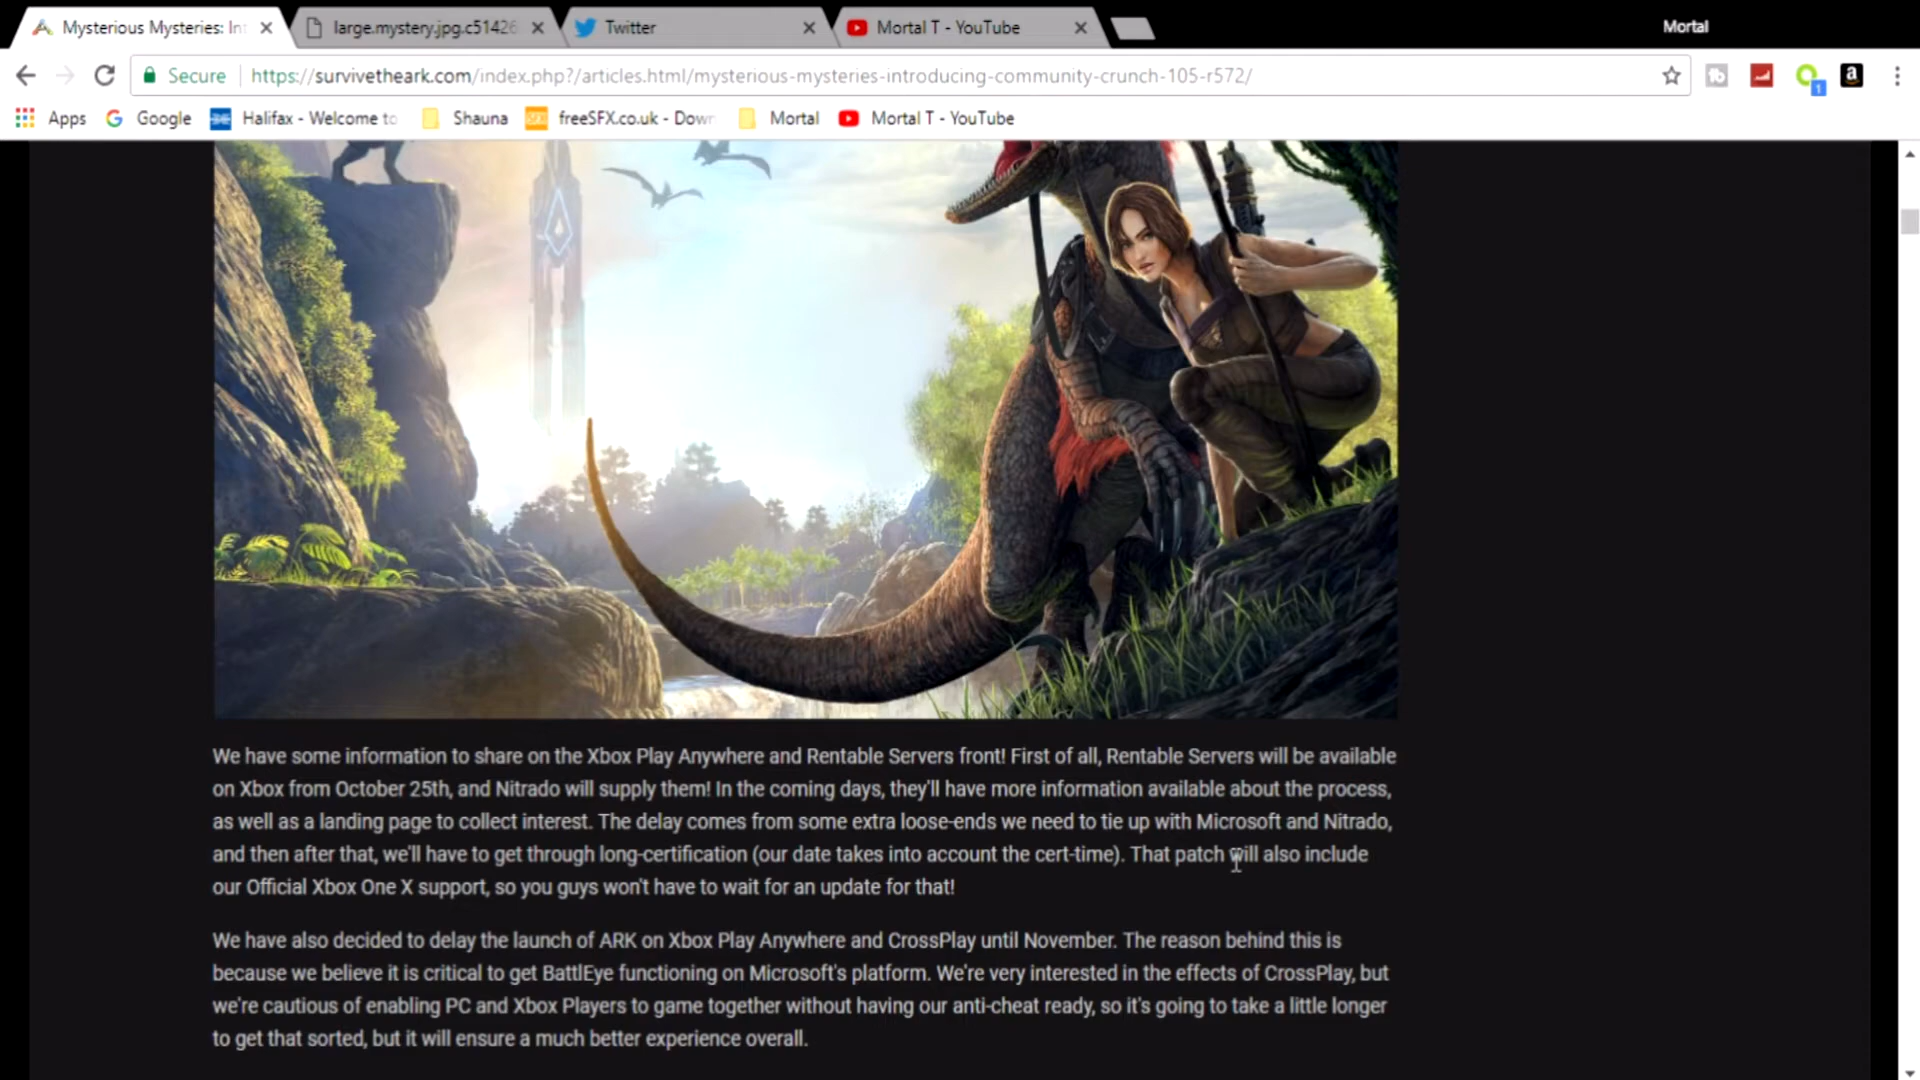 Mysterious Mysteries: Int
large.mystery.jpg.c51426
Twitter
Mortal T - YouTube
Mortal
Secure
https://survivetheark.com/index.php?/articles.html/mysterious-mysteries-introducing-community-crunch-105-r572/
1
Apps
Google
Halifax - Welcome to
Shauna
freeSFX.co.uk - Down
Mortal
Mortal T - YouTube
We have some information to share on the Xbox Play Anywhere and Rentable Servers front! First of all, Rentable Servers will be available
on Xbox from October 25th, and Nitrado will supply them! In the coming days, they'll have more information available about the process,
as well as a landing page to collect interest. The delay comes from some extra loose-ends we need to tie up with Microsoft and Nitrado,
and then after that, we'll have to get through long-certification (our date takes into account the cert-time). That patch will also include
our Official Xbox One X support, so you guys won't have to wait for an update for that!
We have also decided to delay the launch of ARK on Xbox Play Anywhere and CrossPlay until November. The reason behind this is
because we believe it is critical to get BattlEye functioning on Microsoft's platform. We're very interested in the effects of CrossPlay, but
we're cautious of enabling PC and Xbox Players to game together without having our anti-cheat ready, so it's going to take a little longer
to get that sorted, but it will ensure a much better experience overall.